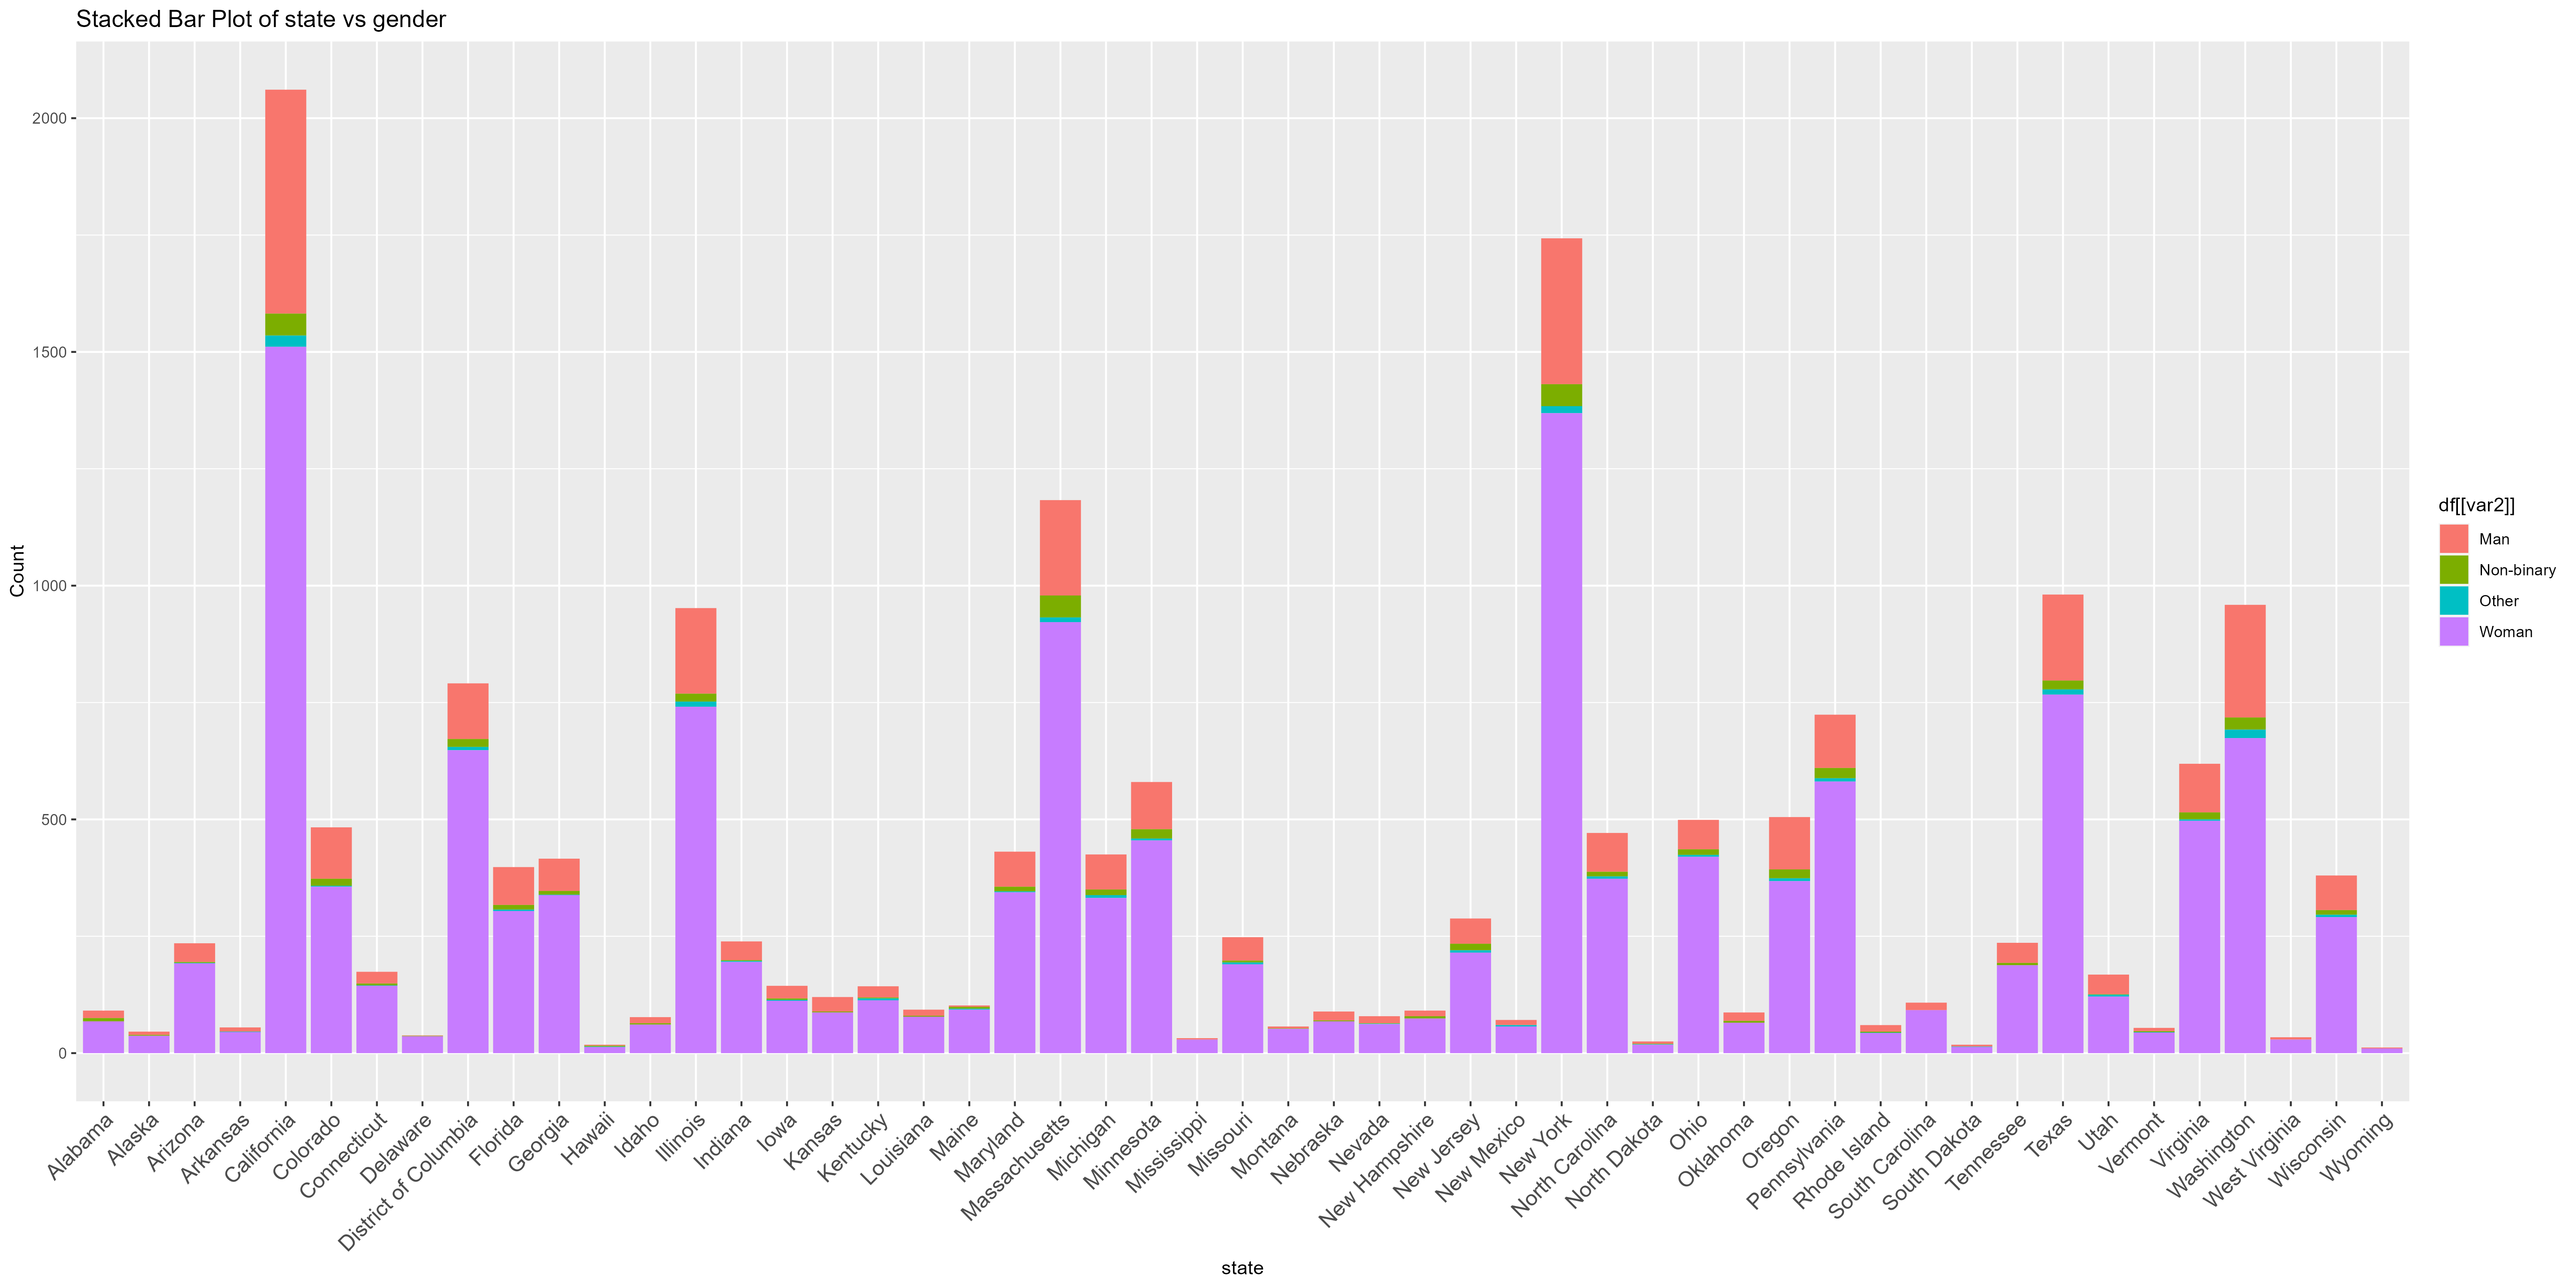 Stacked Bar Plot of state vs gender
Count
2000
1500
1000
500
0
Alabama
Alaska
Arizona
Arkansas
California
Colorado
Connecticut
Delaware
District of Columbia
Florida
Georgia
Hawaii
Idaho
Illinois
Indiana
Iowa
Kansas
Kentucky
Louisiana
Maine
Maryland
Massachusetts
Michigan
Minnesota
Mississippi
Missouri
Montana
Nebraska
Nevada
New Hampshire
New Jersey
New Mexico
New York
North Carolina
North Dakota
Ohio
Oklahoma
Oregon
Pennsylvania
Rhode Island
South Carolina
South Dakota
Tennessee
Texas
Utah
Vermont
Virginia
Washington
West Virginia
Wisconsin
Wyoming
state
df[[var2]]
Man
Non-binary
Other
Woman